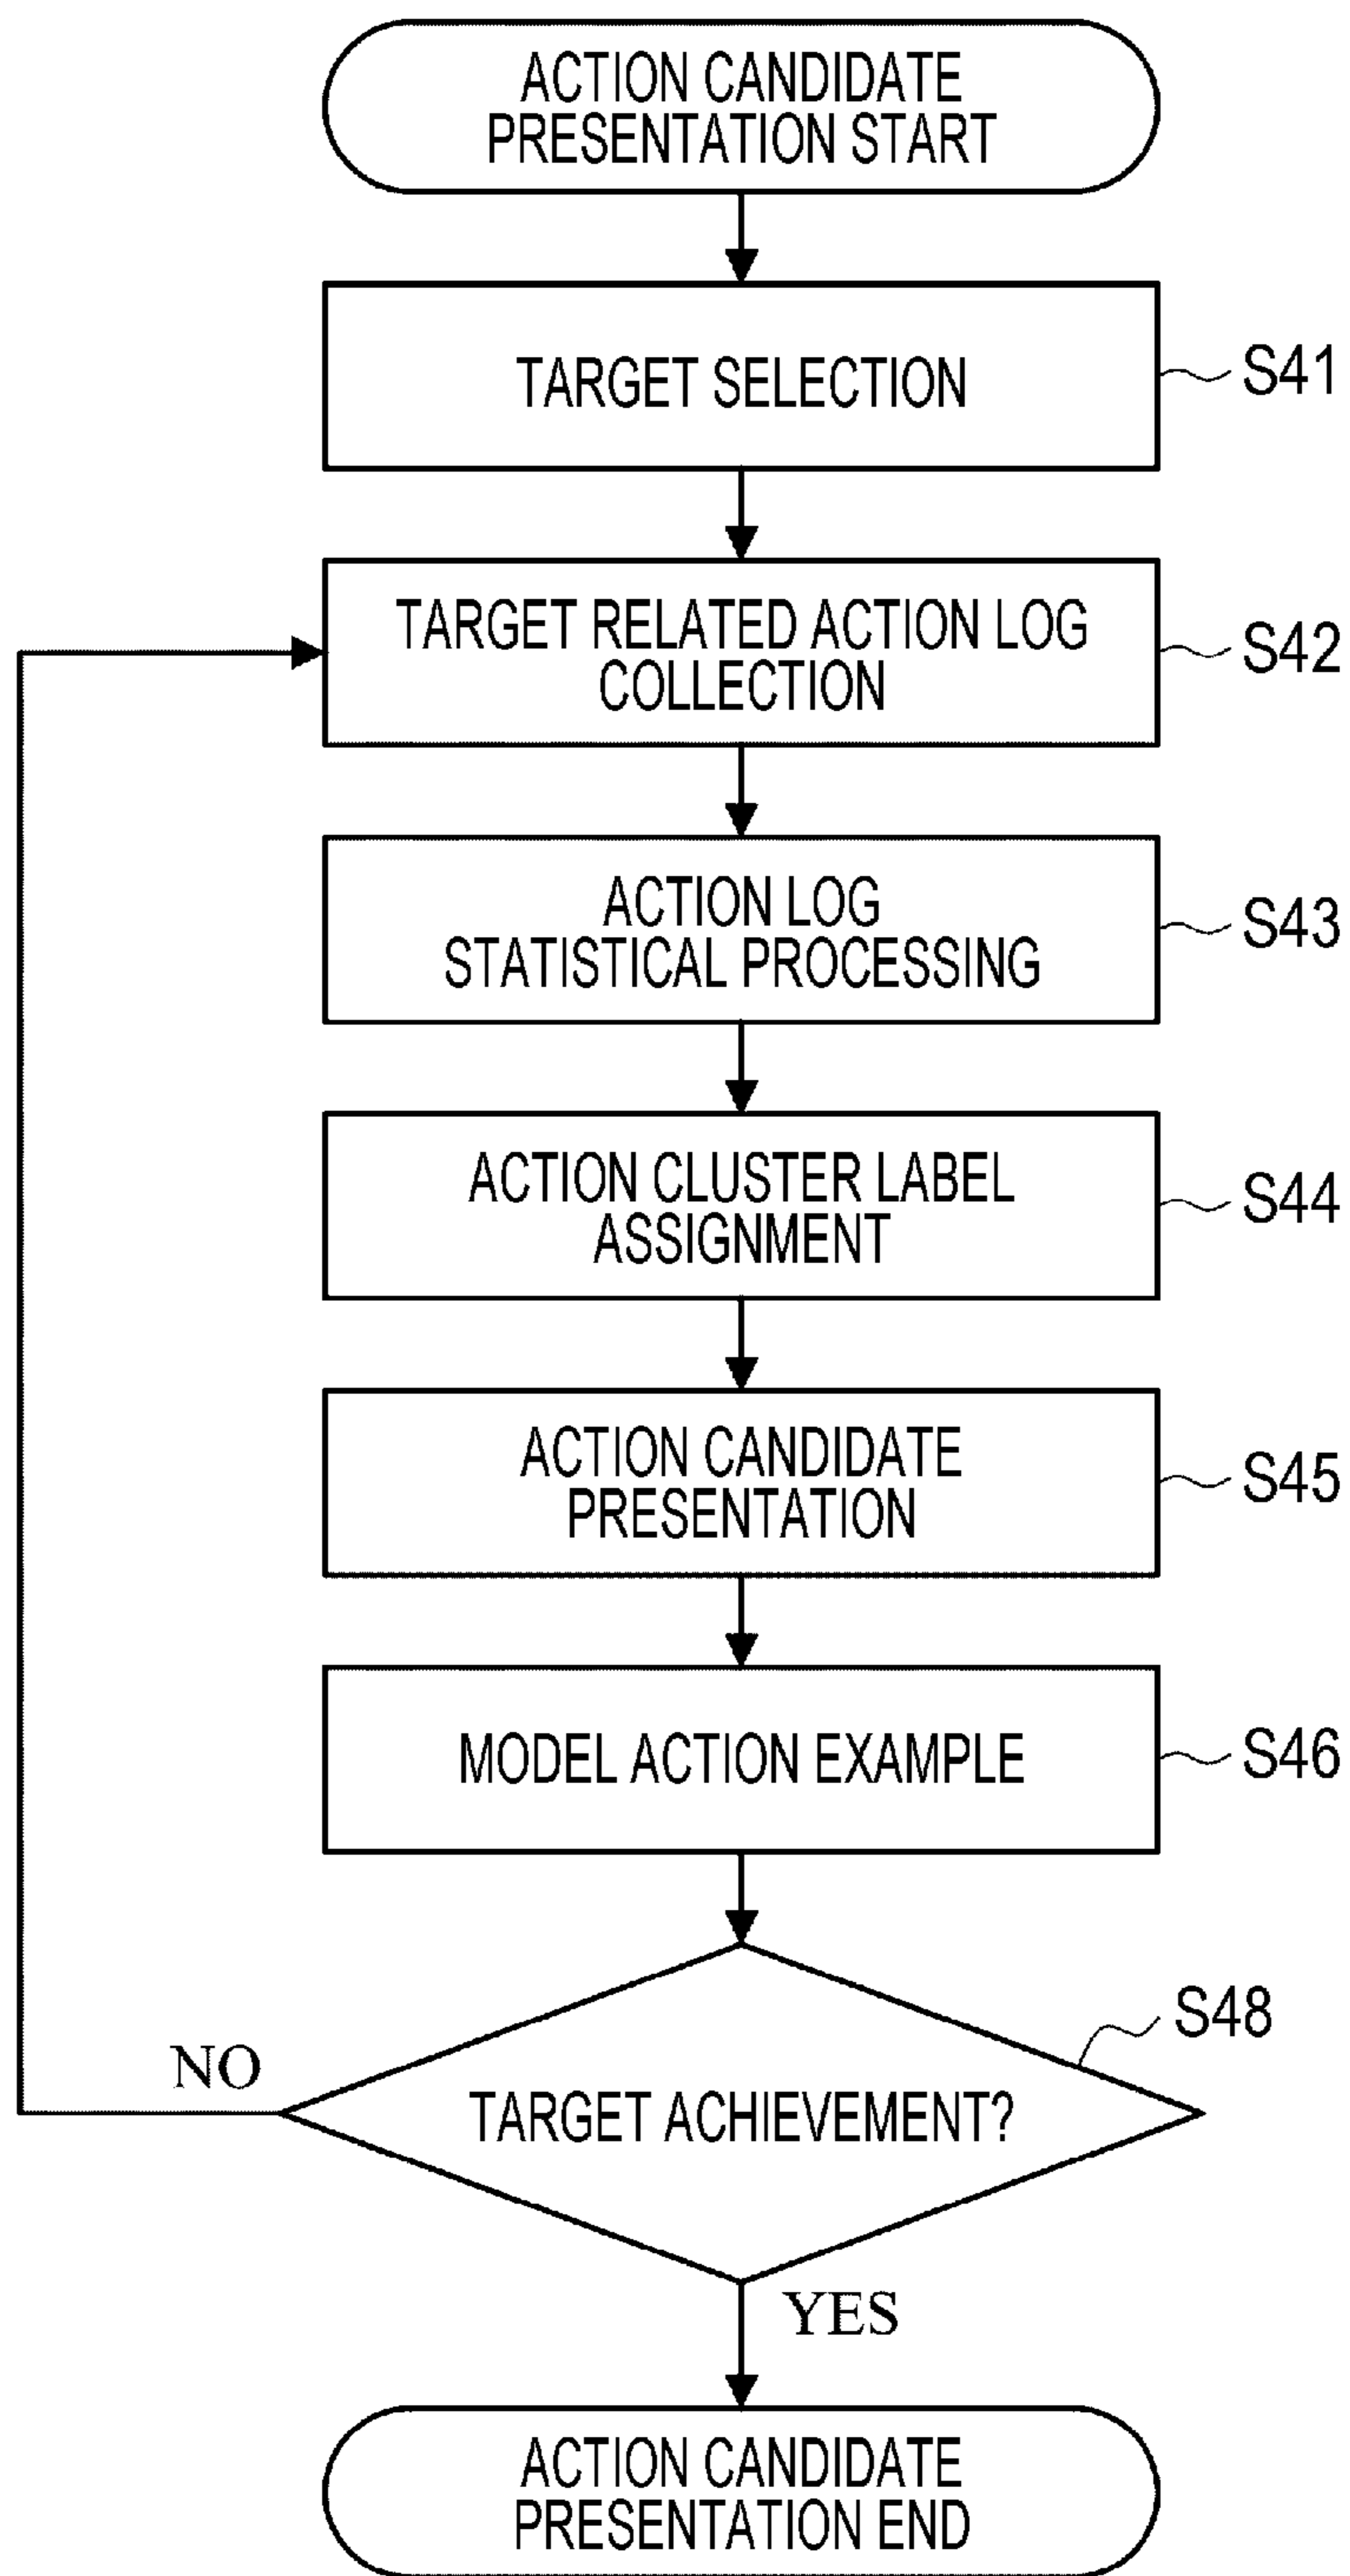 ACTION CANDIDATE
PRESENTATION START
TARGET SELECTION
S41
TARGET RELATED ACTION LOG
COLLECTION
S42
ACTION LOG
STATISTICAL PROCESSING
S43
ACTION CLUSTER LABEL
ASSIGNMENT
S44
ACTION CANDIDATE
PRESENTATION
S45
MODEL ACTION EXAMPLE
S46
S48
NO
TARGET ACHIEVEMENT?
YES
ACTION CANDIDATE
PRESENTATION END